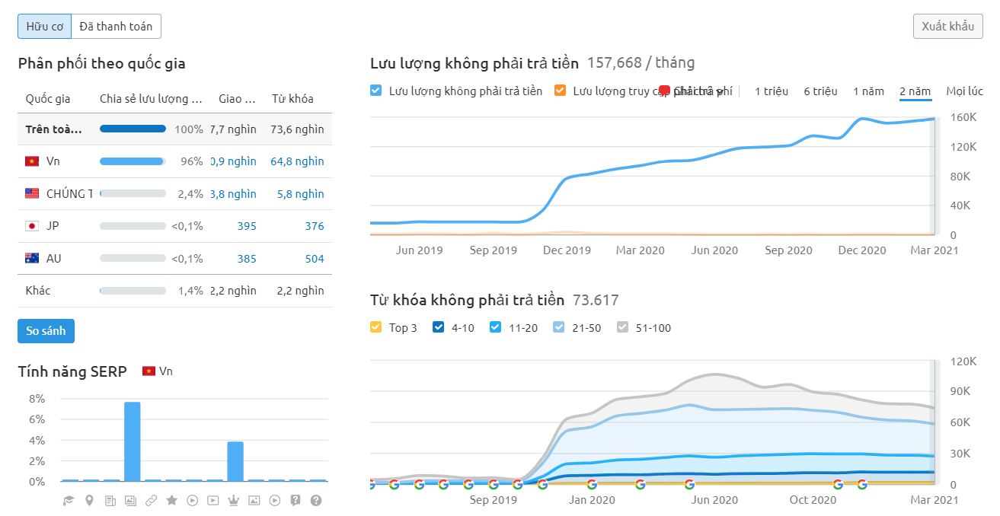 Hữu cơ Đã thanh toán
Xuất khẩu
Phân phối theo quốc gia
Quốc gia Chia sẻ lưu lượng ... Giao ... Từ khóa
Trên toà... 100% 7,7 nghìn 73,6 nghìn
Vn 96% 0,9 nghìn 64,8 nghìn
CHÚNG T 2,4% 3,8 nghìn 5,8 nghìn
JP <0,1% 395 376
AU <0,1% 385 504
Khác 1,4% 2,2 nghìn 2,2 nghìn
So sánh
Tính năng SERP Vn
8%
6%
4%
2%
0%
Lưu lượng không phải trả tiền 157,668 / tháng
Lưu lượng không phải trả tiền Lưu lượng truy cập phải trả phí 1 triệu 6 triệu 1 năm 2 năm Mọi lúc
160K
120K
80K
40K
0
Jun 2019 Sep 2019 Dec 2019 Mar 2020 Jun 2020 Sep 2020 Dec 2020 Mar 2021
Từ khóa không phải trả tiền 73.617
Top 3 4-10 11-20 21-50 51-100
120K
90K
60K
30K
0
Sep 2019 Jan 2020 Jun 2020 Oct 2020 Mar 2021